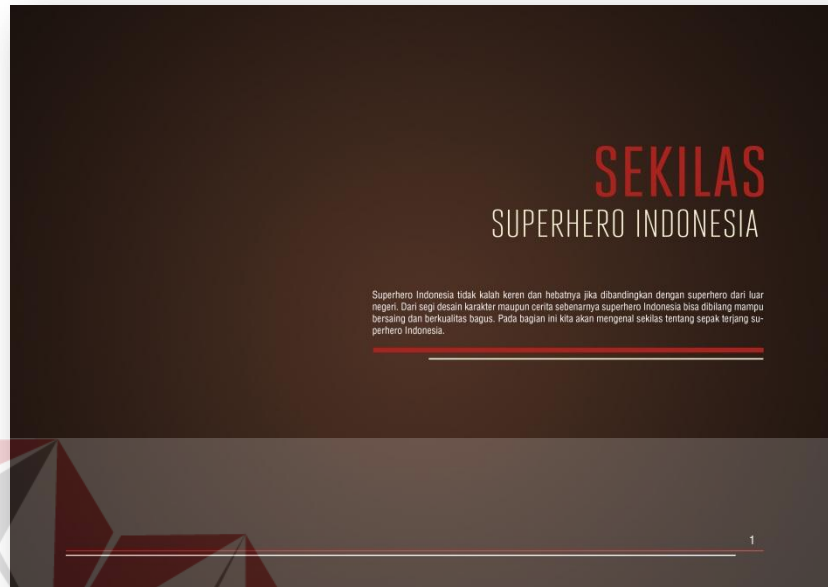 SEKILAS
SUPERHERO INDONESIA
Superhero Indonesia tidak kalah keren dan hebatnya jika dibandingkan dengan superhero dari luar
negeri. Dari segi desain karakter maupun cerita sebenarnya superhero Indonesia bisa dibilang mampu
bersaing dan berkualitas bagus. Pada bagian ini kita akan mengenal sekilas tentang sepak terjang su-
perhero Indonesia.
1